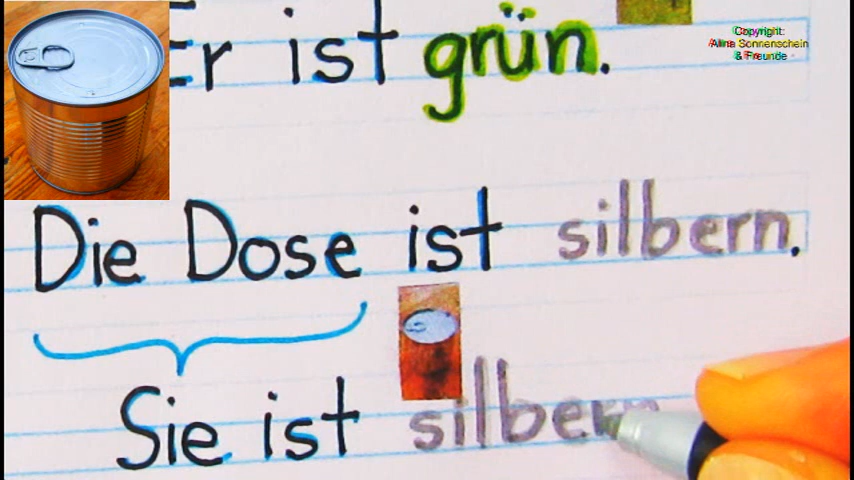 Er ist grün.
Copyright:
Alina Sonnenschein
& Freunde
Die Dose ist silbern.
Sie ist silbern